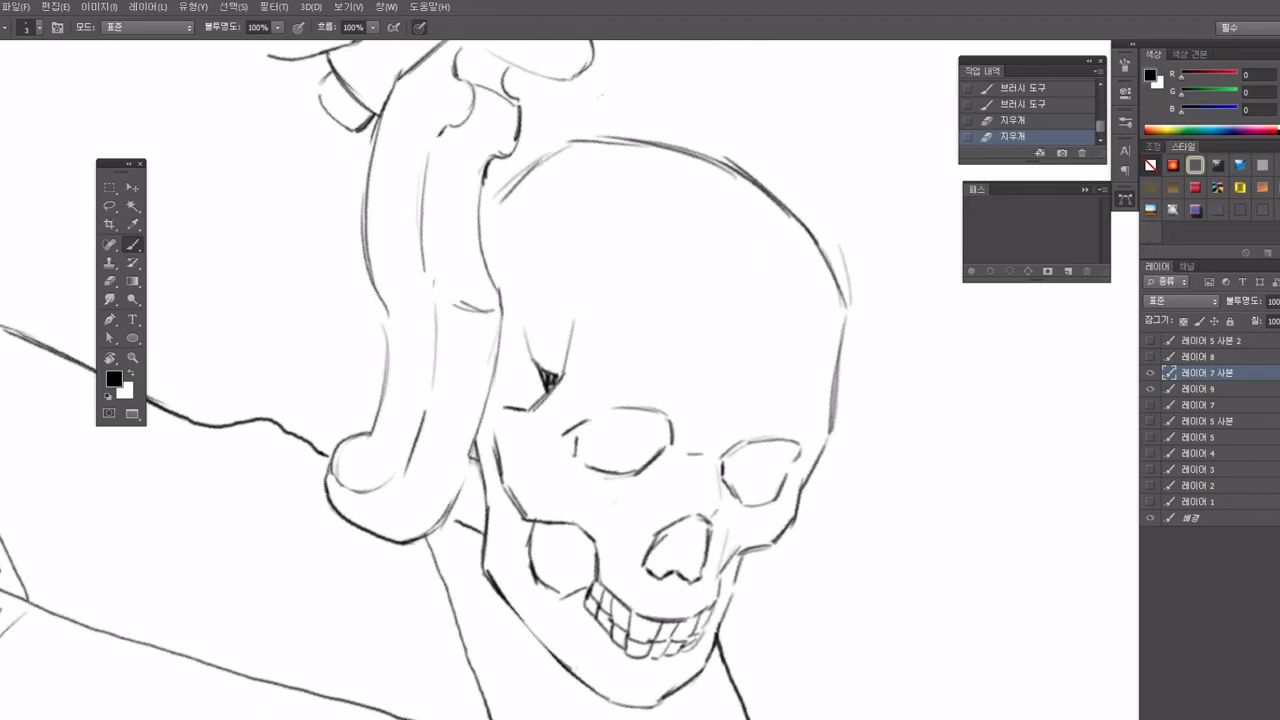 파일(F) 편집(E) 이미지(I) 레이어(L) 유형(Y) 선택(S) 필터(T) 3D(D) 보기(V) 창(W) 도움말(H)
3 모드: 표준 불투명도: 100% 흐름: 100% 필수
작업 내역
브러시 도구
브러시 도구
지우개
지우개
패스
색상 색상 견본
R 0
G 0
B 0
조정 스타일
레이어 채널
종류
표준 불투명도: 100
잠그기: 칠: 100
레이어 5 사본 2
레이어 8
레이어 7 사본
레이어 9
레이어 7
레이어 5 사본
레이어 5
레이어 4
레이어 3
레이어 2
레이어 1
배경